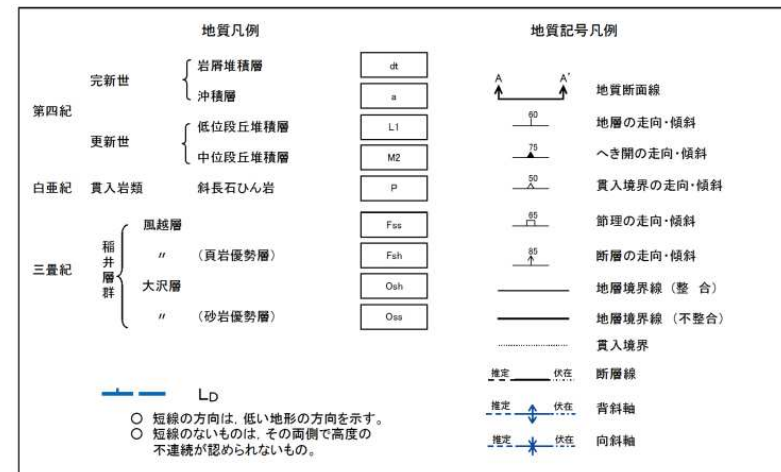 地質凡例
地質記号凡例
第四紀
完新世
岩屑堆積層
dt
沖積層
a
更新世
低位段丘堆積層
L1
中位段丘堆積層
M2
白亜紀
貫入岩類
斜長石ひん岩
P
三畳紀
稲井層群
風越層
Fss
〃
(頁岩優勢層)
Fsh
大沢層
Osh
〃
(砂岩優勢層)
Oss
A A′ 地質断面線
60 地層の走向・傾斜
75 へき開の走向・傾斜
50 貫入境界の走向・傾斜
65 節理の走向・傾斜
85 断層の走向・傾斜
地層境界線 (整 合)
地層境界線 (不整合)
貫入境界
推定 伏在 断層線
推定 伏在 背斜軸
推定 伏在 向斜軸
LD
○ 短線の方向は, 低い地形の方向を示す。
○ 短線のないものは, その両側で高度の
不連続が認められないもの。